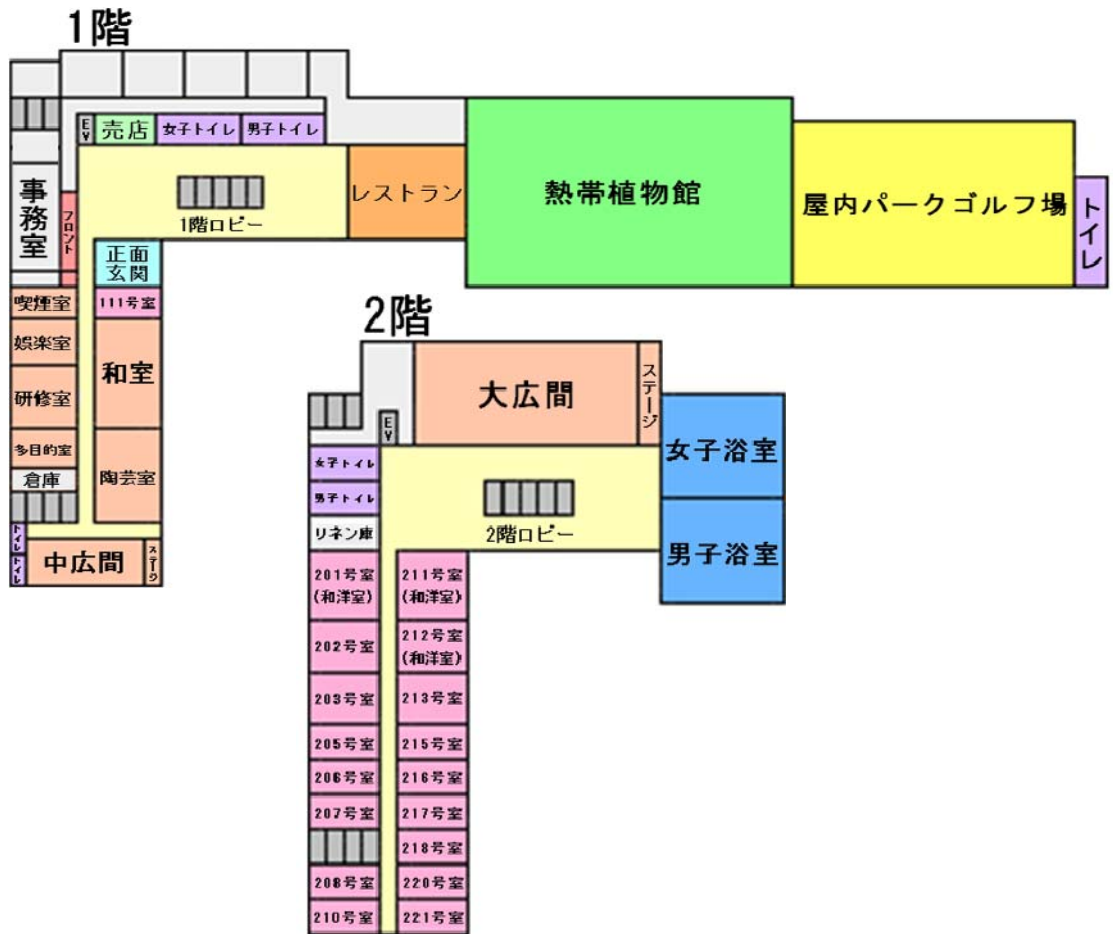 1階
EV
売店
女子トイレ
男子トイレ
事務室
フロント
1階ロビー
レストラン
熱帯植物館
屋内パークゴルフ場
トイレ
正面
玄関
喫煙室
111号室
娯楽室
和室
研修室
多目的室
陶芸室
倉庫
トイレ
トイレ
中広間
ステージ
2階
大広間
ステージ
EV
女子トイレ
男子トイレ
リネン庫
2階ロビー
女子浴室
男子浴室
201号室
(和洋室)
211号室
(和洋室)
202号室
212号室
(和洋室)
203号室
213号室
205号室
215号室
206号室
216号室
207号室
217号室
218号室
208号室
220号室
210号室
221号室